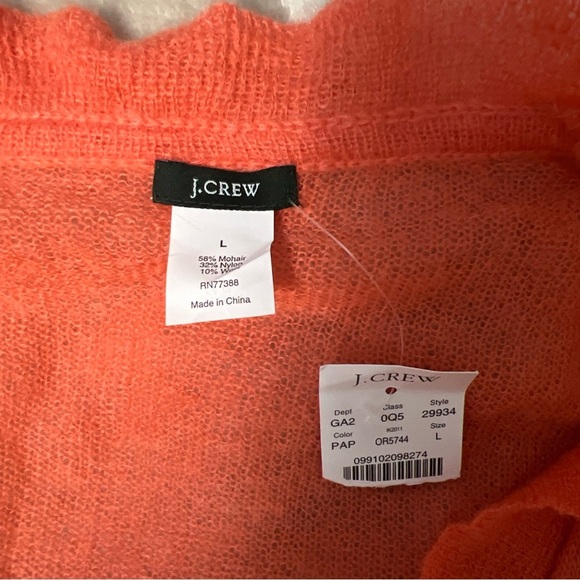 J.CREW
L
58% Mohair
32% Nylon
10% Wool
RN77388
Made in China
J.CREW
Dept Class Style
GA2 0Q5 29934
Color IK2011 Size
PAP OR5744 L
099102098274